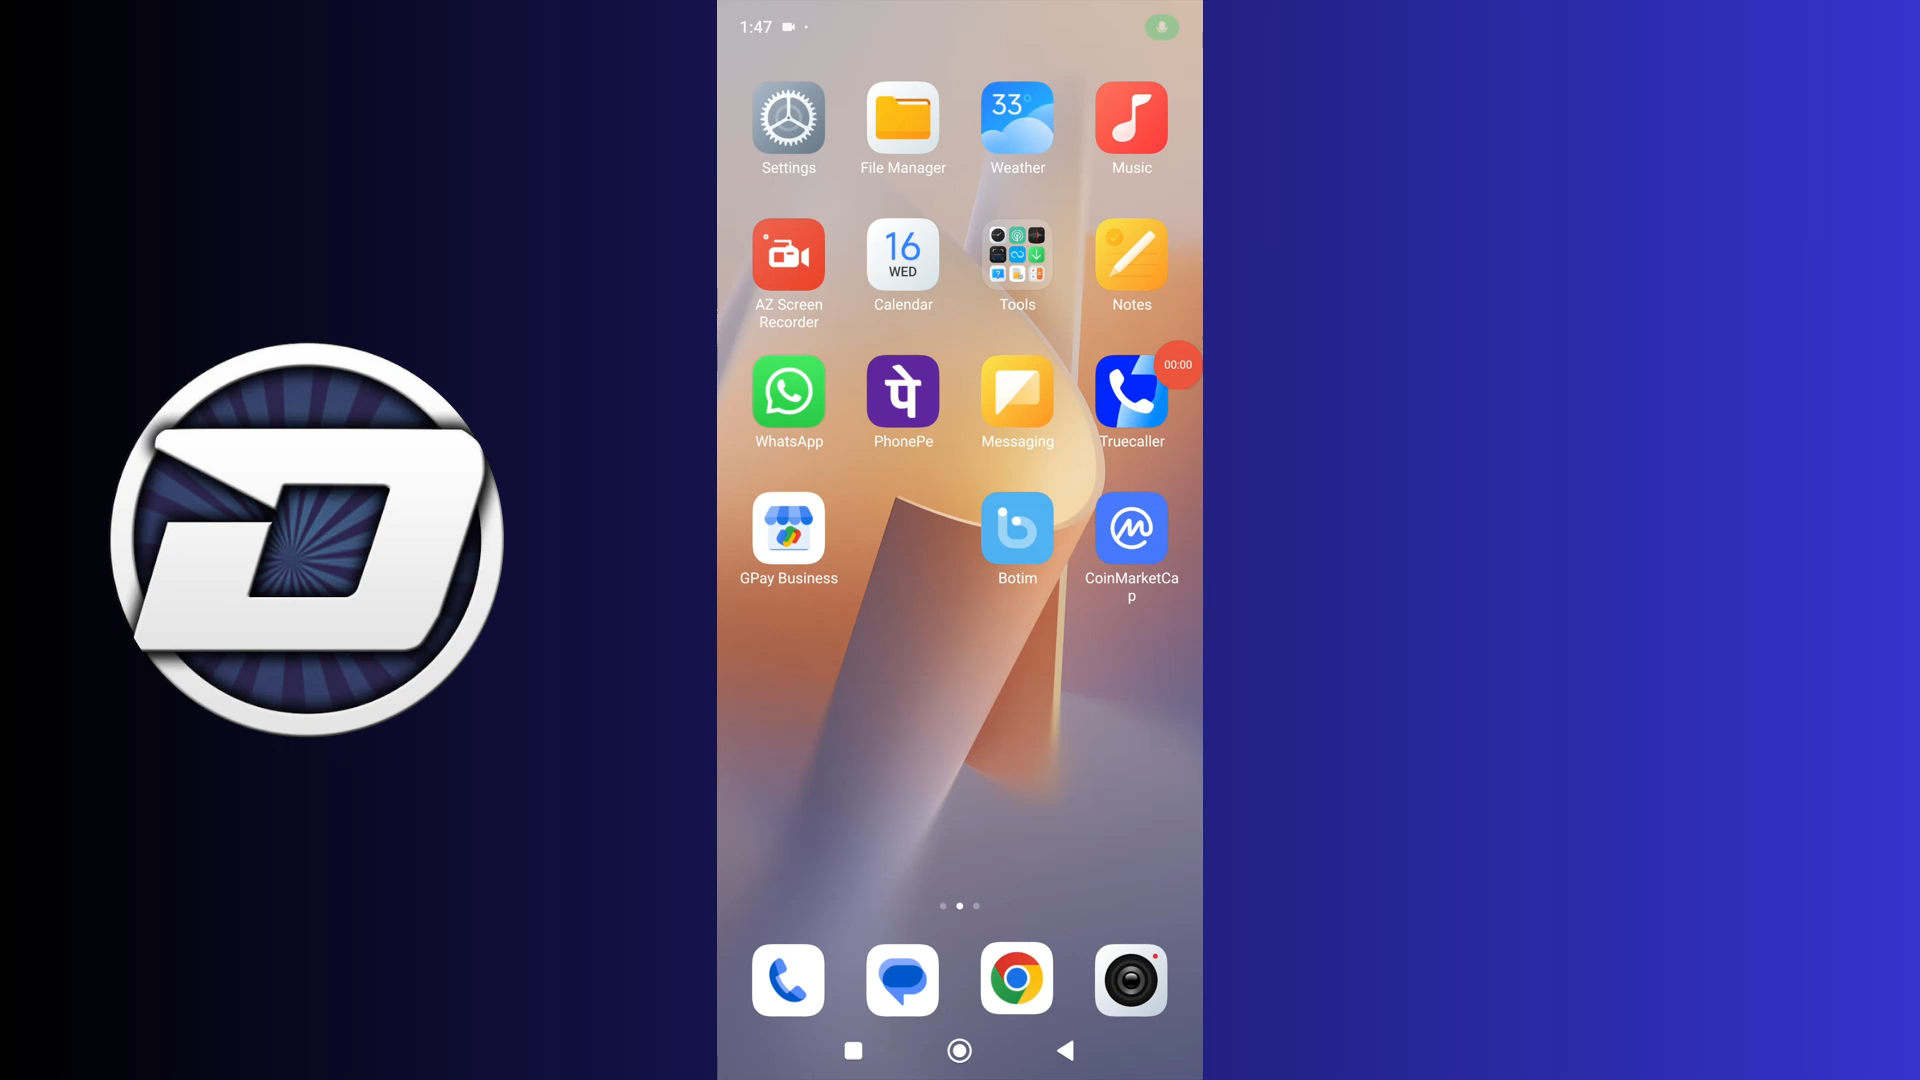 1:47
33°
Settings
File Manager
Weather
Music
16
WED
AZ Screen
Recorder
Calendar
Tools
Notes
00:00
पे
WhatsApp
PhonePe
Messaging
Truecaller
GPay Business
Botim
CoinMarketCa
p